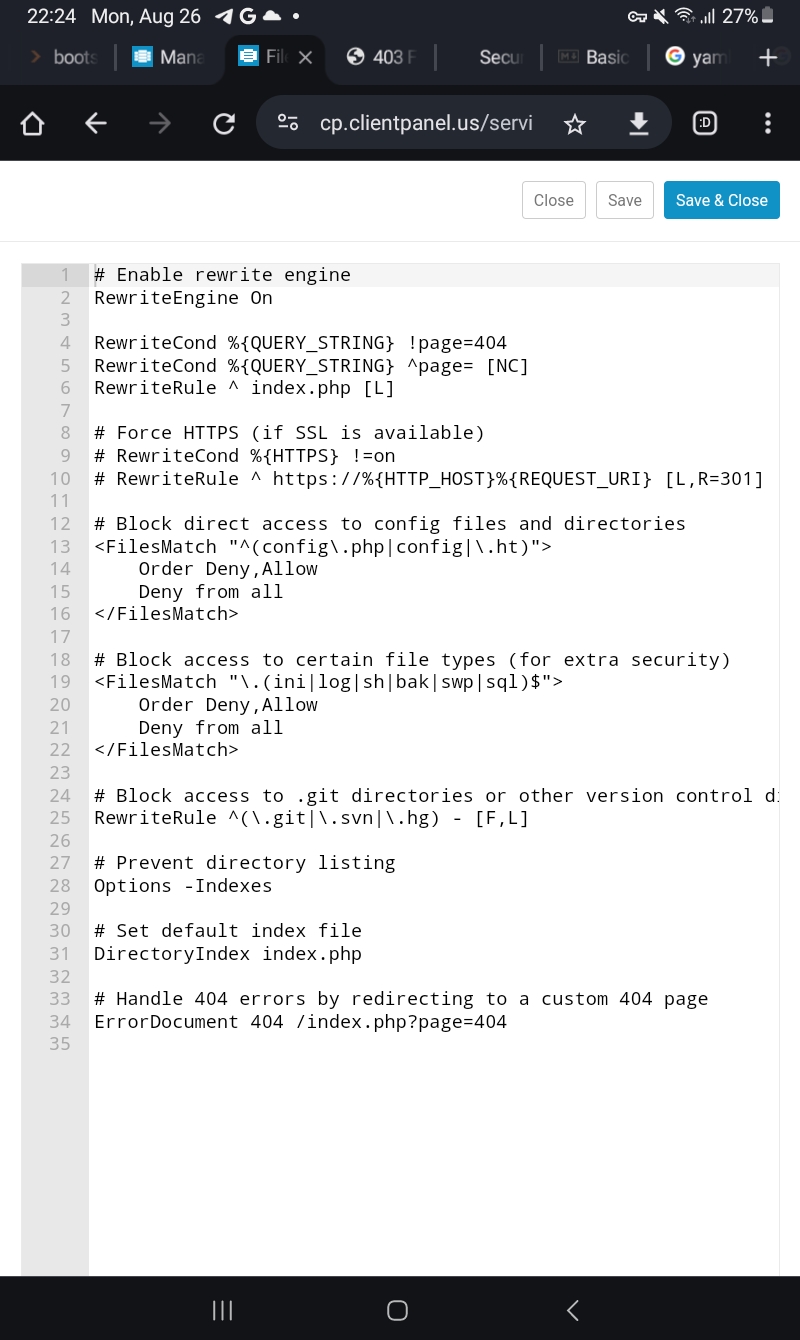 22:24 Mon, Aug 26 27%
boots Mana File 403 F Secur Basic yaml
cp.clientpanel.us/servi :D
Close Save Save & Close
1 # Enable rewrite engine
2 RewriteEngine On
3
4 RewriteCond %{QUERY_STRING} !page=404
5 RewriteCond %{QUERY_STRING} ^page= [NC]
6 RewriteRule ^ index.php [L]
7
8 # Force HTTPS (if SSL is available)
9 # RewriteCond %{HTTPS} !=on
10 # RewriteRule ^ https://%{HTTP_HOST}%{REQUEST_URI} [L,R=301]
11
12 # Block direct access to config files and directories
13 <FilesMatch "^(config\.php|config|\.ht)">
14 Order Deny,Allow
15 Deny from all
16 </FilesMatch>
17
18 # Block access to certain file types (for extra security)
19 <FilesMatch "\.(ini|log|sh|bak|swp|sql)$">
20 Order Deny,Allow
21 Deny from all
22 </FilesMatch>
23
24 # Block access to .git directories or other version control di
25 RewriteRule ^(\.git|\.svn|\.hg) - [F,L]
26
27 # Prevent directory listing
28 Options -Indexes
29
30 # Set default index file
31 DirectoryIndex index.php
32
33 # Handle 404 errors by redirecting to a custom 404 page
34 ErrorDocument 404 /index.php?page=404
35